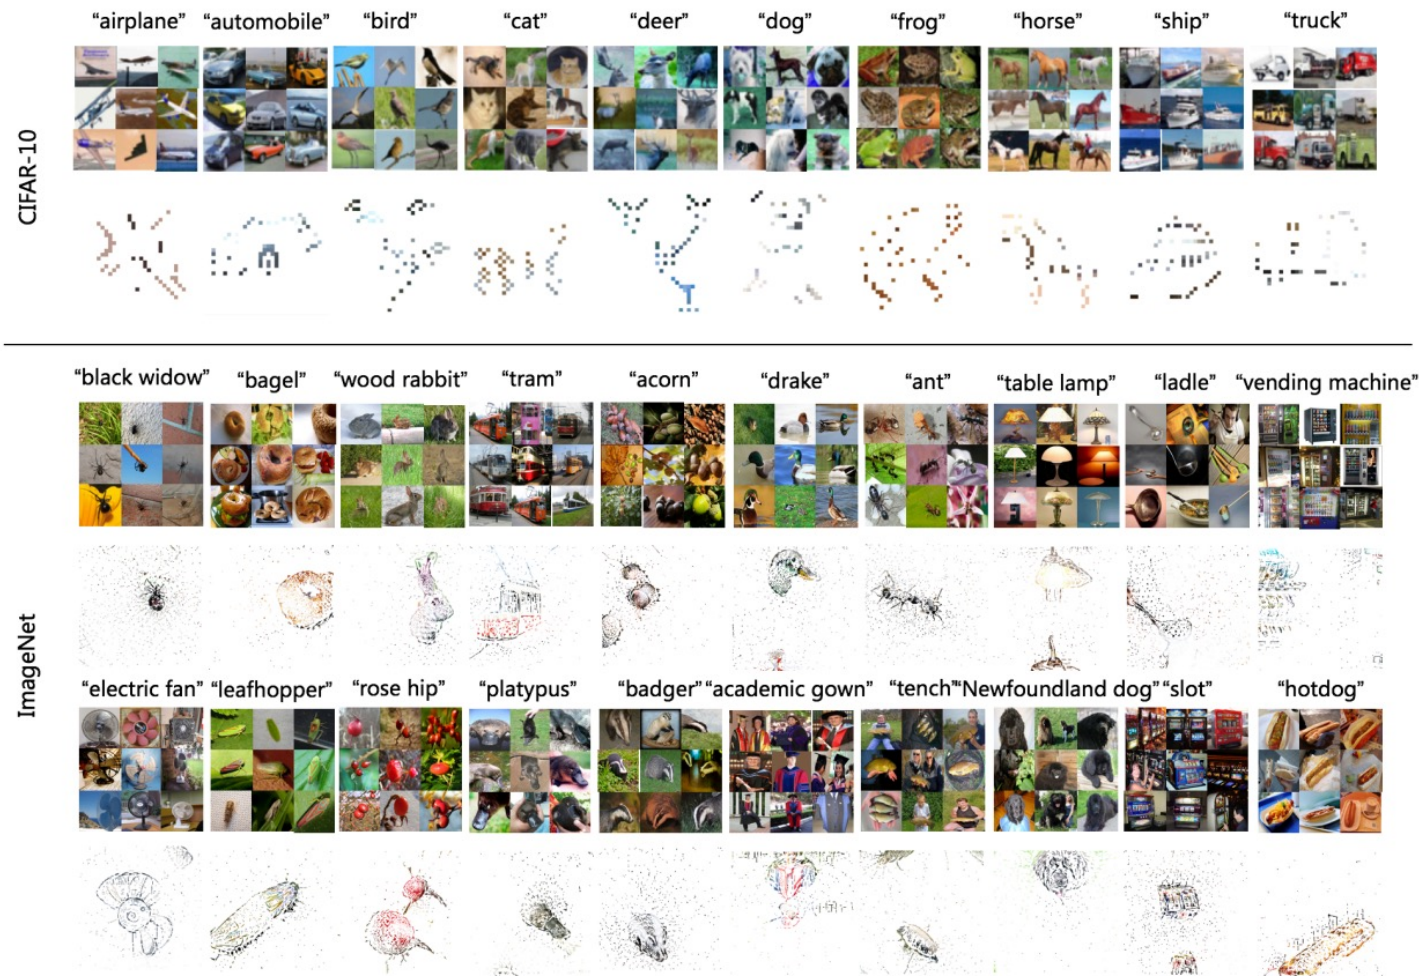 “airplane” “automobile” “bird” “cat” “deer” “dog” “frog” “horse” “ship” “truck”
CIFAR-10
“black widow” “bagel” “wood rabbit” “tram” “acorn” “drake” “ant” “table lamp” “ladle” “vending machine”
ImageNet
“electric fan” “leafhopper” “rose hip” “platypus” “badger” “academic gown” “tench” “Newfoundland dog” “slot” “hotdog”